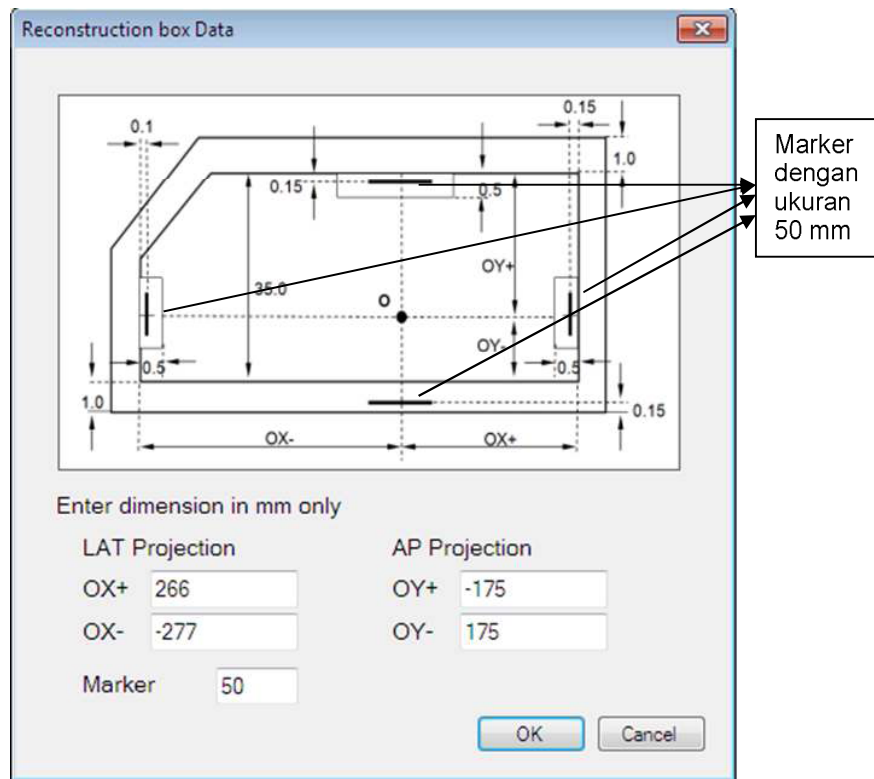 Reconstruction box Data
0.1
0.15
1.0
0.15
0.5
OY+
35.0
O
OY-
0.5
0.5
1.0
0.15
OX-
OX+
Marker
dengan
ukuran
50 mm
Enter dimension in mm only
LAT Projection
AP Projection
OX+ 266
OY+ -175
OX- -277
OY- 175
Marker 50
OK
Cancel